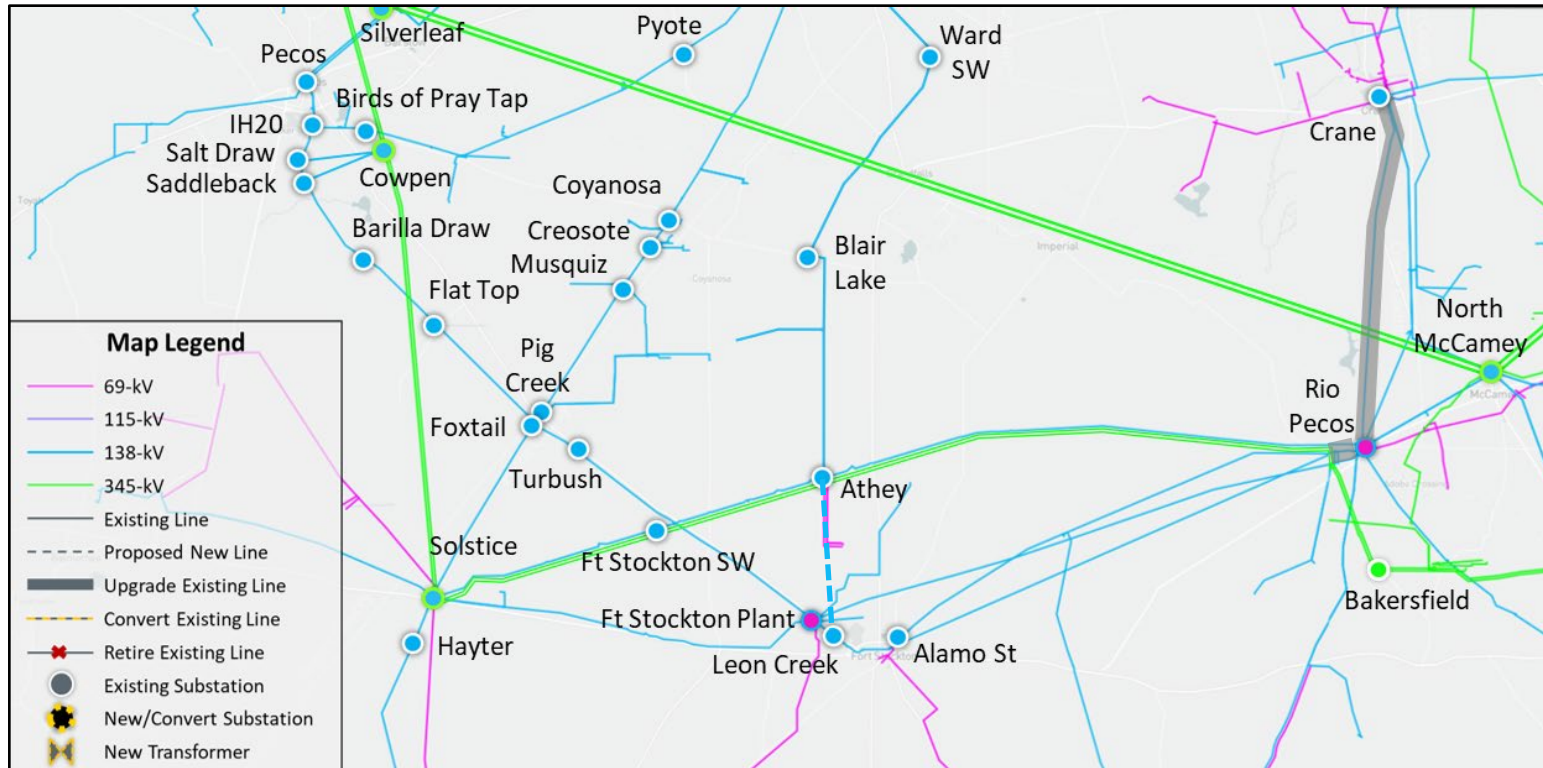 Silverleaf
Pecos
Pyote
Ward
SW
Birds of Pray Tap
IH20
Salt Draw
Saddleback
Cowpen
Crane
Coyanosa
Barilla Draw
Creosote
Musquiz
Blair
Lake
Imperial
Coyanosa
Flat Top
North
McCamey
Pig
Creek
Rio
Pecos
Foxtail
Turbush
Athey
Solstice
Ft Stockton SW
Ft Stockton Plant
Bakersfield
Hayter
Leon Creek
Alamo St
Map Legend
69-kV
115-kV
138-kV
345-kV
Existing Line
Proposed New Line
Upgrade Existing Line
Convert Existing Line
Retire Existing Line
Existing Substation
New/Convert Substation
New Transformer